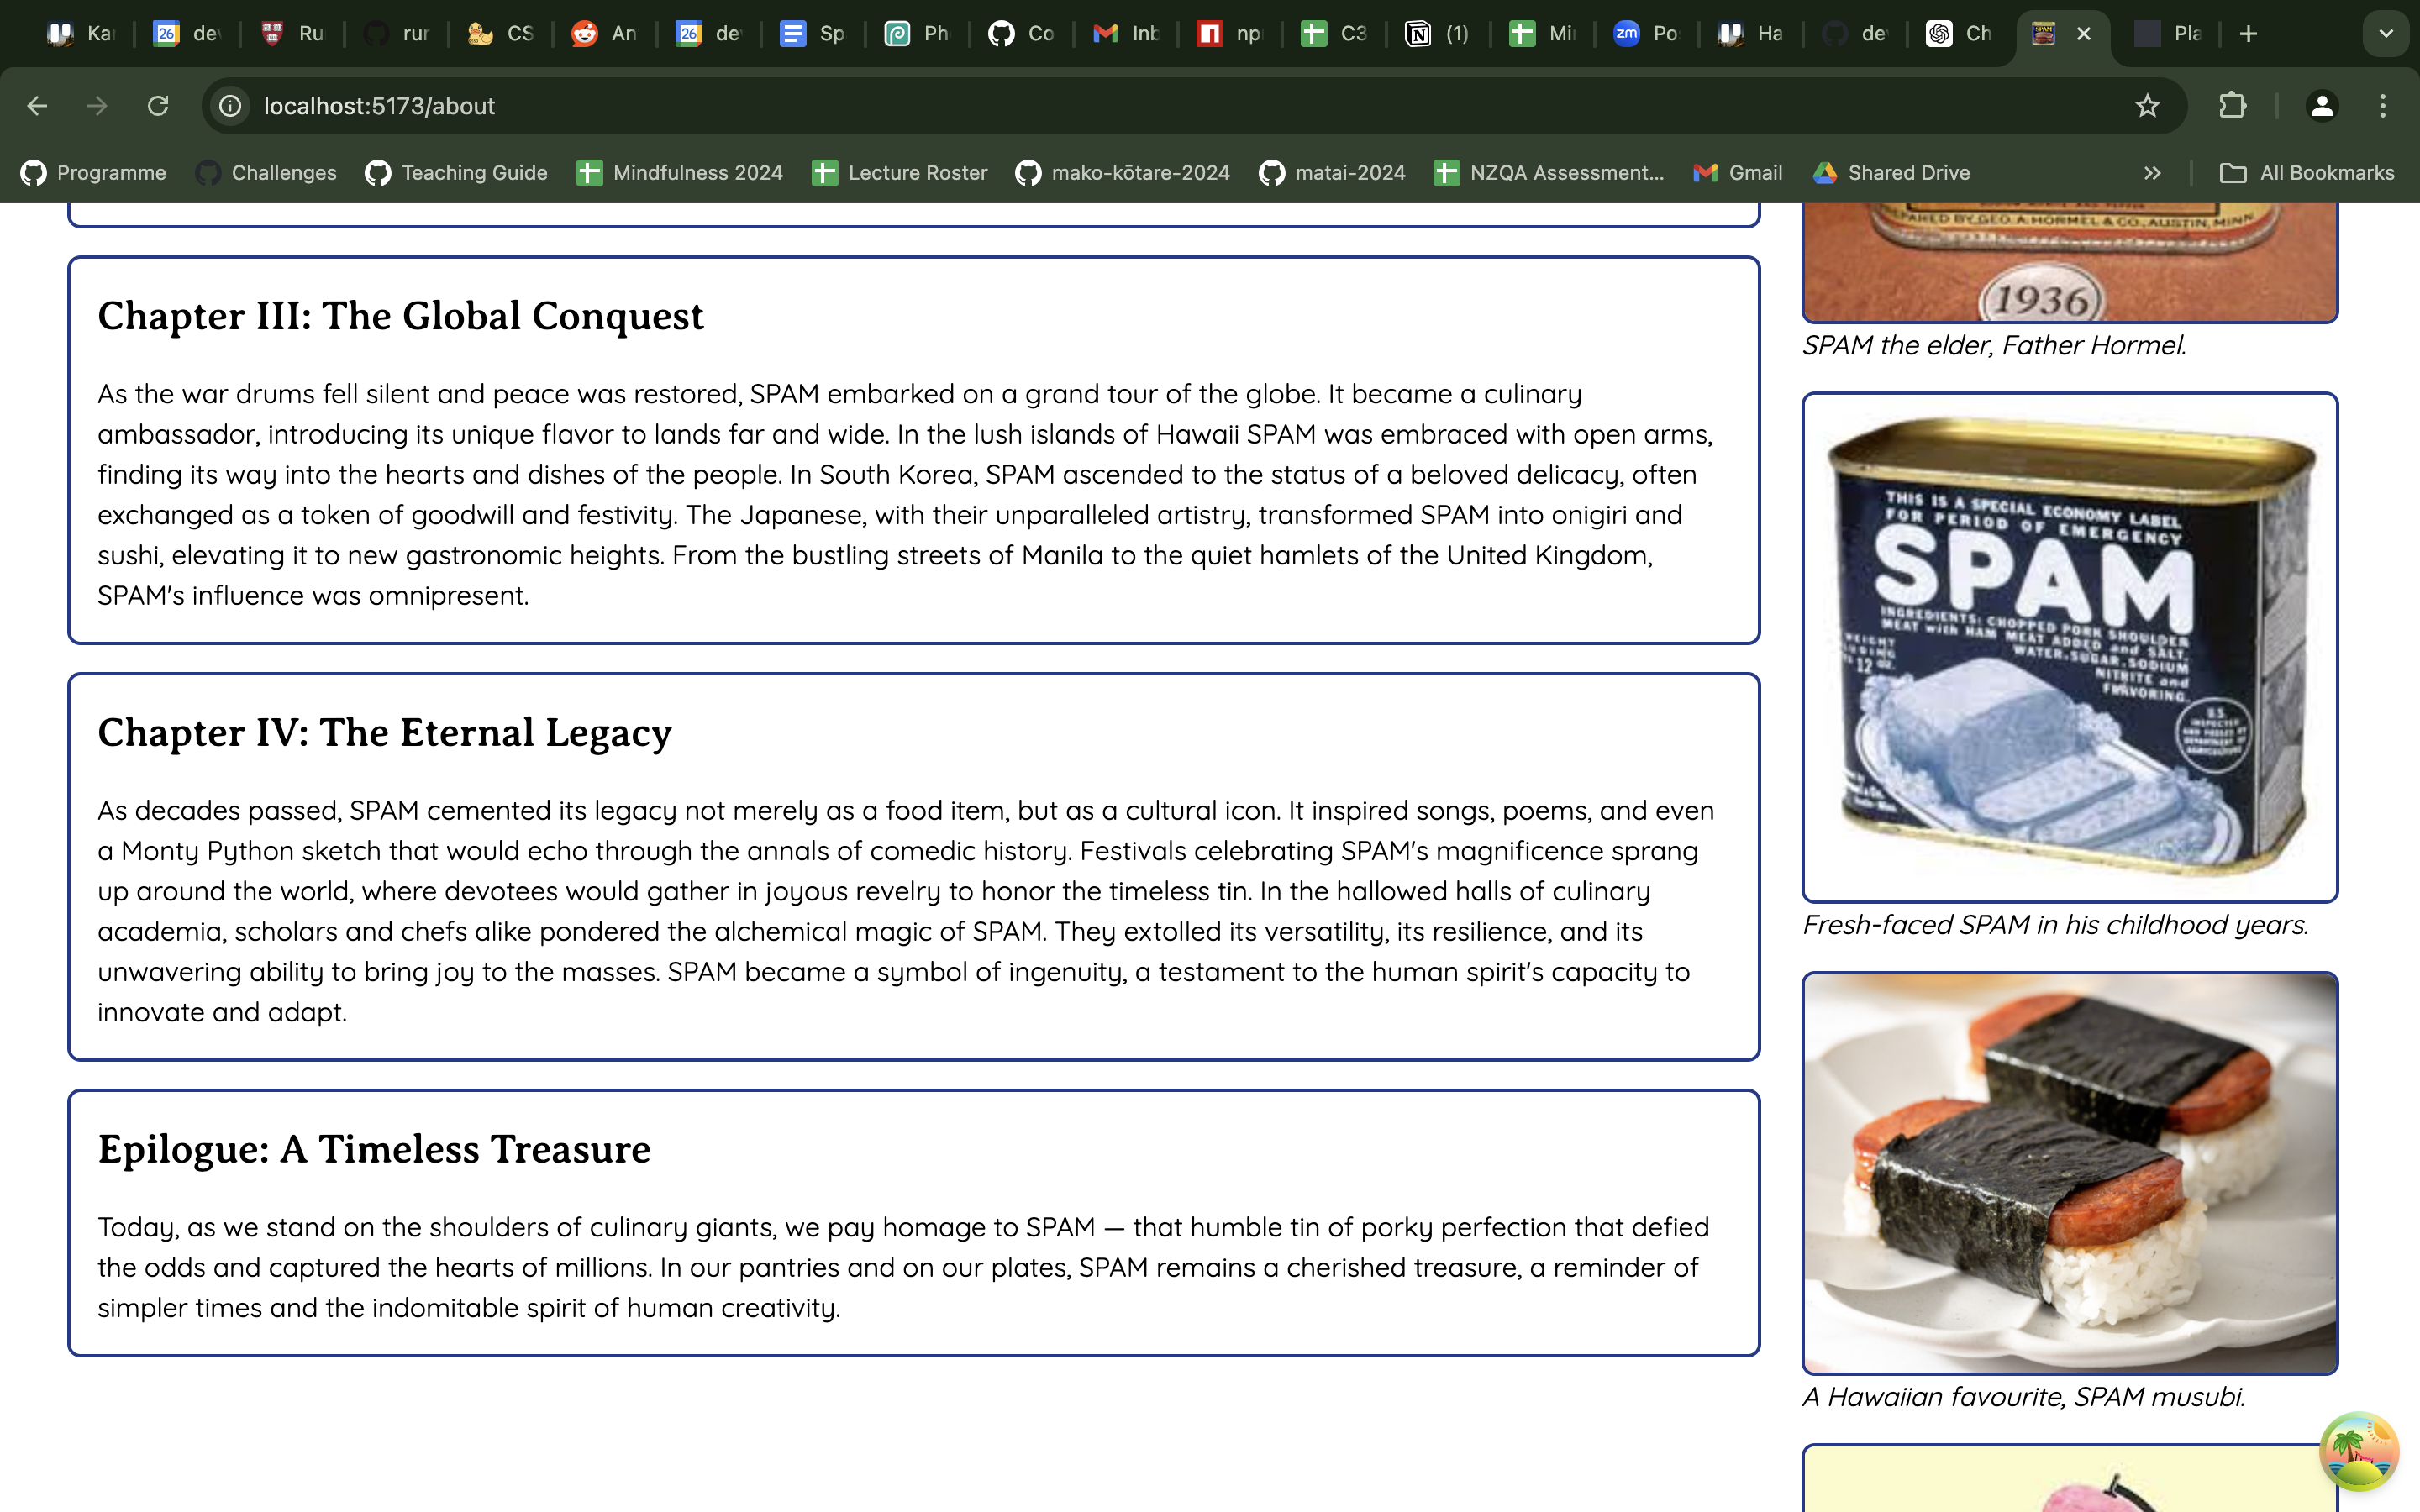 Ka
dev
Ru
rur
CS
An
de
Sp
Ph
Co
Inb
np
C3
(1)
Mi
Po
Ha
de
Ch
Pla
localhost:5173/about
Programme
Challenges
Teaching Guide
Mindfulness 2024
Lecture Roster
mako-kōtare-2024
matai-2024
NZQA Assessment...
Gmail
Shared Drive
All Bookmarks
Chapter III: The Global Conquest
As the war drums fell silent and peace was restored, SPAM embarked on a grand tour of the globe. It became a culinary
ambassador, introducing its unique flavor to lands far and wide. In the lush islands of Hawaii SPAM was embraced with open arms,
finding its way into the hearts and dishes of the people. In South Korea, SPAM ascended to the status of a beloved delicacy, often
exchanged as a token of goodwill and festivity. The Japanese, with their unparalleled artistry, transformed SPAM into onigiri and
sushi, elevating it to new gastronomic heights. From the bustling streets of Manila to the quiet hamlets of the United Kingdom,
SPAM's influence was omnipresent.
Chapter IV: The Eternal Legacy
As decades passed, SPAM cemented its legacy not merely as a food item, but as a cultural icon. It inspired songs, poems, and even
a Monty Python sketch that would echo through the annals of comedic history. Festivals celebrating SPAM's magnificence sprang
up around the world, where devotees would gather in joyous revelry to honor the timeless tin. In the hallowed halls of culinary
academia, scholars and chefs alike pondered the alchemical magic of SPAM. They extolled its versatility, its resilience, and its
unwavering ability to bring joy to the masses. SPAM became a symbol of ingenuity, a testament to the human spirit's capacity to
innovate and adapt.
Epilogue: A Timeless Treasure
Today, as we stand on the shoulders of culinary giants, we pay homage to SPAM — that humble tin of porky perfection that defied
the odds and captured the hearts of millions. In our pantries and on our plates, SPAM remains a cherished treasure, a reminder of
simpler times and the indomitable spirit of human creativity.
PREPARED BY GEO. A. HORMEL & CO., AUSTIN, MINN
1936
SPAM the elder, Father Hormel.
THIS IS A SPECIAL ECONOMY LABEL
FOR PERIOD OF EMERGENCY
SPAM
INGREDIENTS: CHOPPED PORK SHOULDER
MEAT with HAM MEAT ADDED and SALT,
WATER, SUGAR, SODIUM
NITRITE and
FLAVORING.
12 oz.
U.S.
INSPECTED
Fresh-faced SPAM in his childhood years.
A Hawaiian favourite, SPAM musubi.